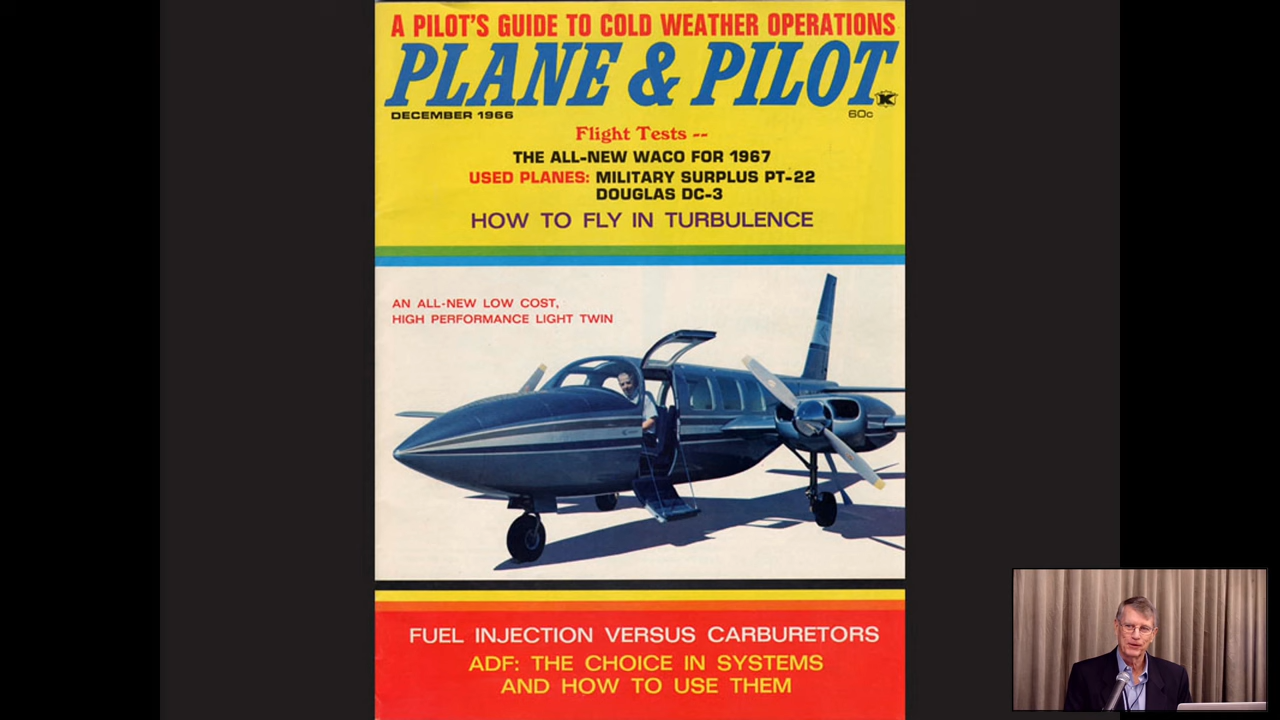 A PILOT'S GUIDE TO COLD WEATHER OPERATIONS
PLANE & PILOT
K
DECEMBER 1966
60c
Flight Tests --
THE ALL-NEW WACO FOR 1967
USED PLANES: MILITARY SURPLUS PT-22
DOUGLAS DC-3
HOW TO FLY IN TURBULENCE
AN ALL-NEW LOW COST,
HIGH PERFORMANCE LIGHT TWIN
FUEL INJECTION VERSUS CARBURETORS
ADF: THE CHOICE IN SYSTEMS
AND HOW TO USE THEM